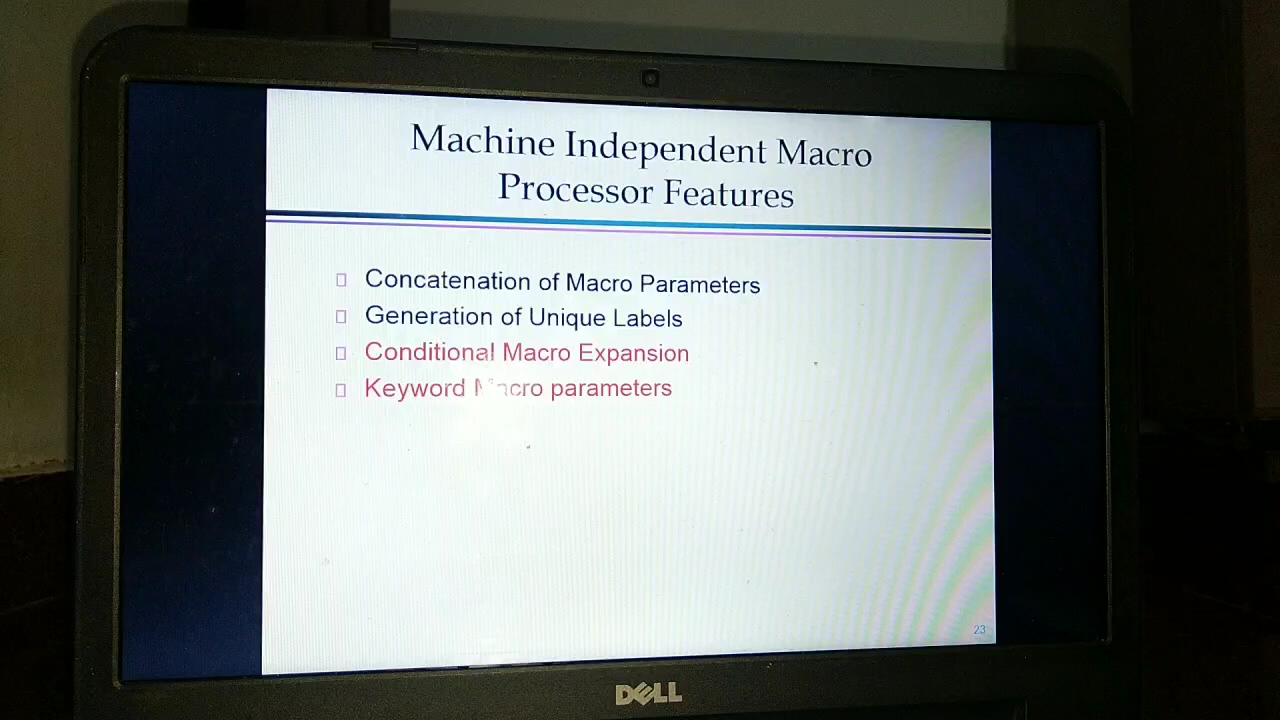 Machine Independent Macro
Processor Features
Concatenation of Macro Parameters
Generation of Unique Labels
Conditional Macro Expansion
Keyword Macro parameters
23
DELL